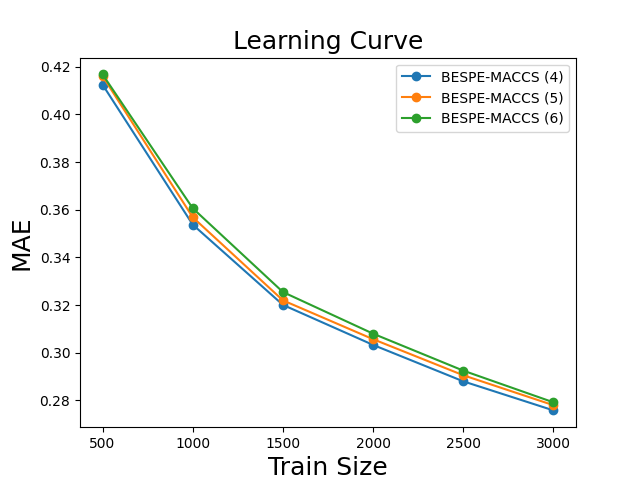 Learning Curve
BESPE-MACCS (4)
BESPE-MACCS (5)
BESPE-MACCS (6)
MAE
0.42
0.40
0.38
0.36
0.34
0.32
0.30
0.28
500 1000 1500 2000 2500 3000
Train Size